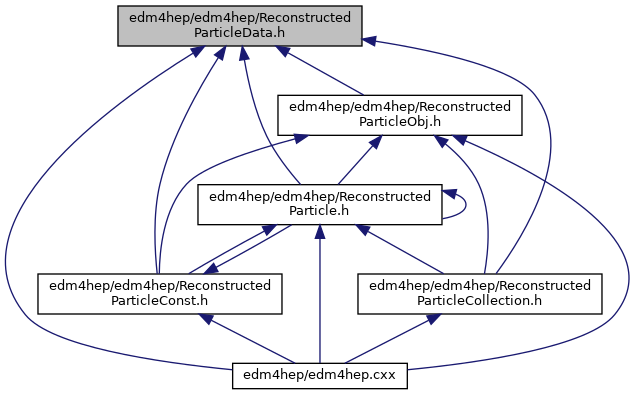 edm4hep/edm4hep/Reconstructed
ParticleData.h
edm4hep/edm4hep/Reconstructed
ParticleObj.h
edm4hep/edm4hep/Reconstructed
Particle.h
edm4hep/edm4hep/Reconstructed
ParticleConst.h
edm4hep/edm4hep/Reconstructed
ParticleCollection.h
edm4hep/edm4hep.cxx